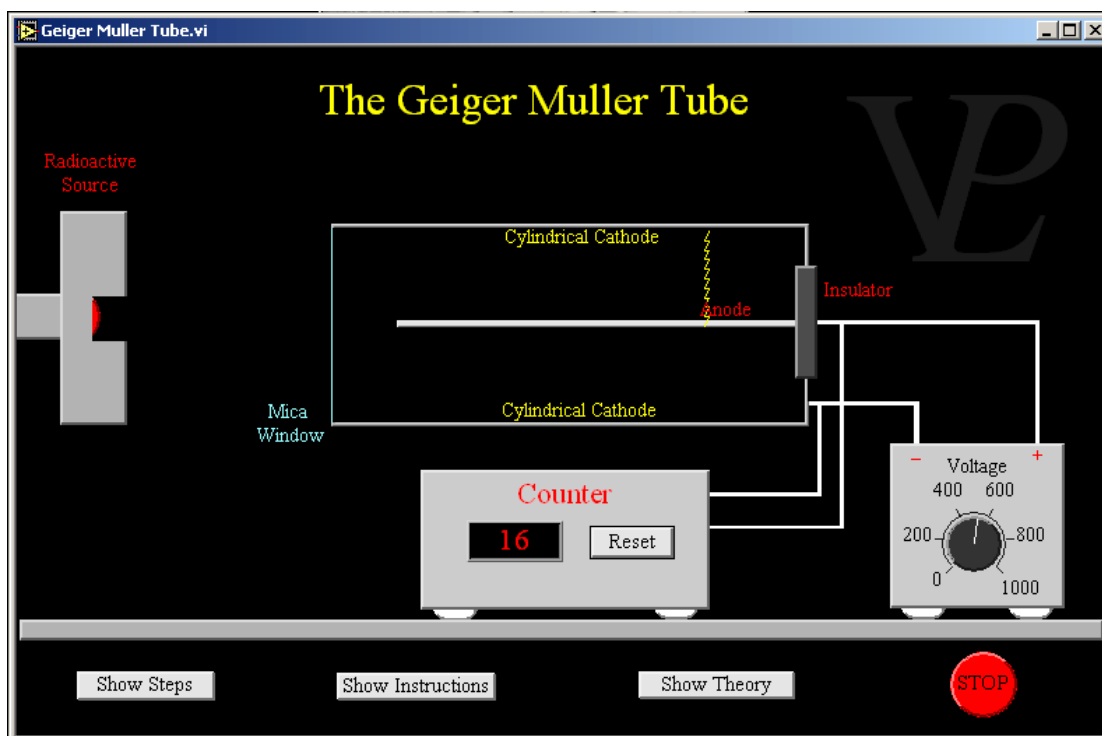 Geiger Muller Tube.vi
The Geiger Muller Tube
VPL
Radioactive
Source
Cylindrical Cathode
Anode
Insulator
Cylindrical Cathode
Mica
Window
Counter
16
Reset
− +
Voltage
400 600
200 800
0 1000
Show Steps
Show Instructions
Show Theory
STOP